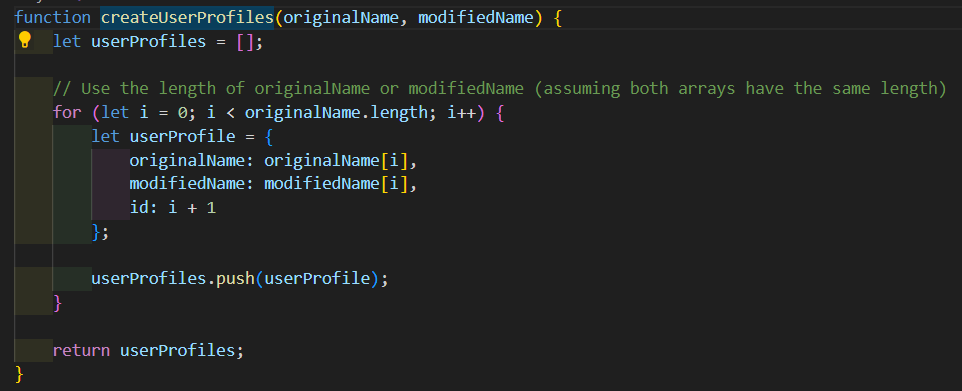 function createUserProfiles(originalName, modifiedName) {
    let userProfiles = [];

    // Use the length of originalName or modifiedName (assuming both arrays have the same length)
    for (let i = 0; i < originalName.length; i++) {
        let userProfile = {
            originalName: originalName[i],
            modifiedName: modifiedName[i],
            id: i + 1
        };

        userProfiles.push(userProfile);
    }

    return userProfiles;
}